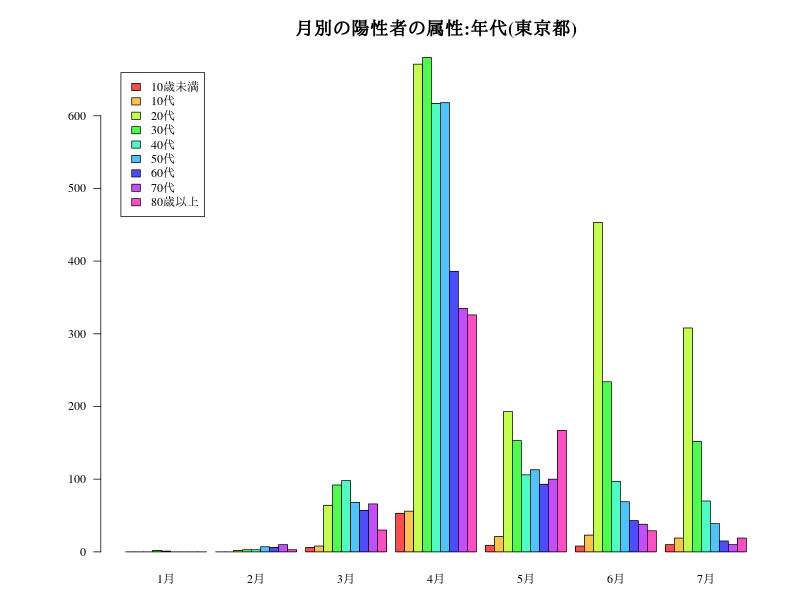 月別の陽性者の属性:年代(東京都)
10歳未満
10代
20代
30代
40代
50代
60代
70代
80歳以上
600
500
400
300
200
100
0
1月 2月 3月 4月 5月 6月 7月